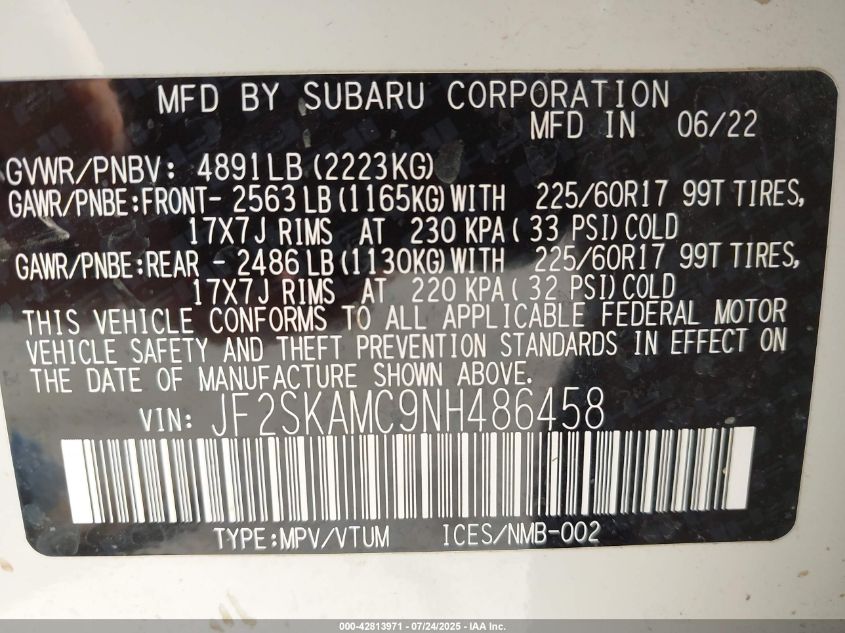 MFD BY SUBARU CORPORATION
MFD IN 06/22
GVWR/PNBV: 4891LB (2223KG)
GAWR/PNBE:FRONT- 2563 LB (1165KG) WITH 225/60R17 99T TIRES,
17X7J RIMS AT 230 KPA ( 33 PSI) COLD
GAWR/PNBE:REAR - 2486 LB (1130KG) WITH 225/60R17 99T TIRES,
17X7J RIMS AT 220 KPA ( 32 PSI) COLD
THIS VEHICLE CONFORMS TO ALL APPLICABLE FEDERAL MOTOR
VEHICLE SAFETY AND THEFT PREVENTION STANDARDS IN EFFECT ON
THE DATE OF MANUFACTURE SHOWN ABOVE.
VIN: JF2SKAMC9NH486458
TYPE:MPV/VTUM ICES/NMB-002
000-42813971 - 07/24/2025 - IAA Inc.